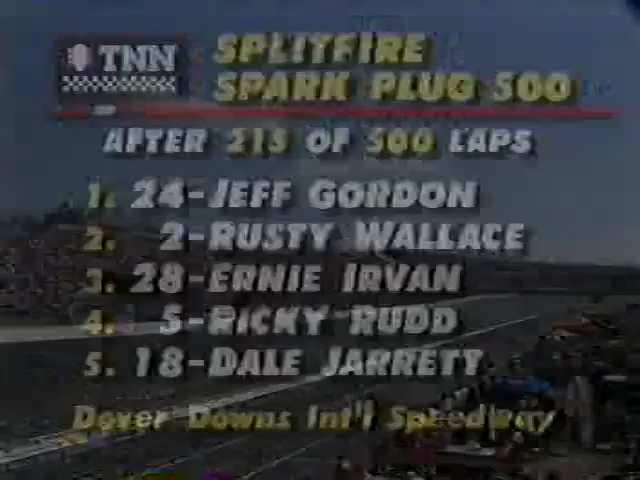 TNN
SPLITFIRE
SPARK PLUG 500
AFTER 213 OF 500 LAPS
1. 24-JEFF GORDON
2. 2-RUSTY WALLACE
3. 28-ERNIE IRVAN
4. 5-RICKY RUDD
5. 18-DALE JARRETT
Dover Downs Int'l Speedway